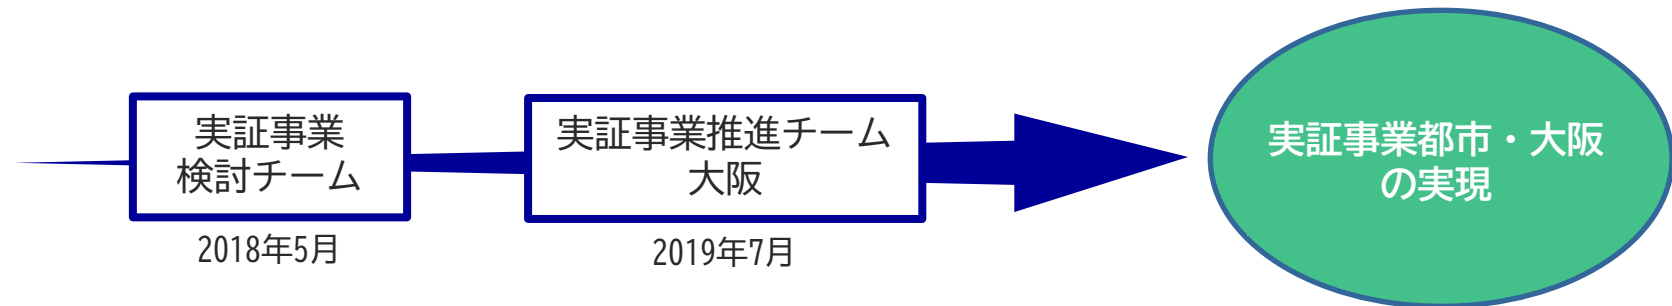 実証事業
検討チーム
2018年5月
実証事業推進チーム
大阪
2019年7月
実証事業都市・大阪
の実現